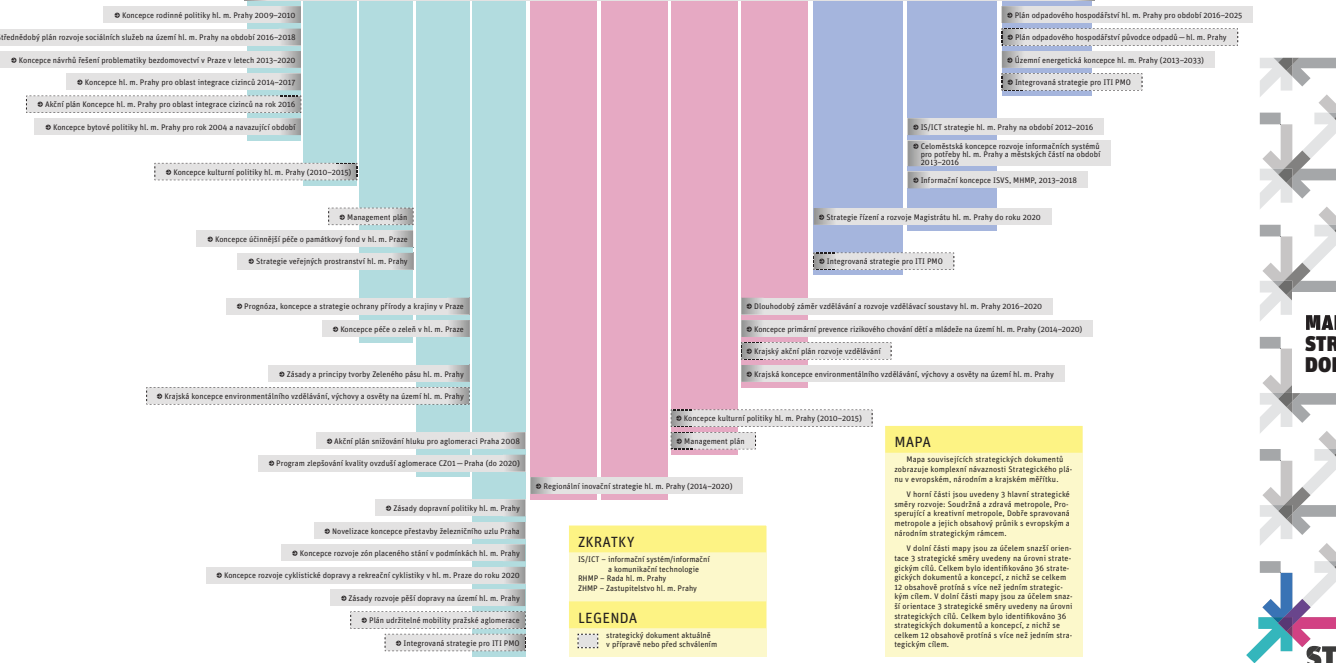 Koncepce rodinné politiky hl. m. Prahy 2009–2010
plán rozvoje sociálních služeb na území hl. m. Prahy na období 2016–2018
Koncepce návrhů řešení problematiky bezdomovectví v Praze v letech 2013–2020
Koncepce hl. m. Prahy pro oblast integrace cizinců 2014–2017
Akční plán Koncepce hl. m. Prahy pro oblast integrace cizinců na rok 2016
Koncepce bytové politiky hl. m. Prahy pro rok 2004 a navazující období
Koncepce kulturní politiky hl. m. Prahy (2010–2015)
Management plán
Koncepce účinnější péče o památkový fond v hl. m. Praze
Strategie veřejných prostranství hl. m. Prahy
Prognóza, koncepce a strategie ochrany přírody a krajiny v Praze
Koncepce péče o zeleň v hl. m. Praze
Zásady a principy tvorby Zeleného pásu hl. m. Prahy
Krajská koncepce environmentálního vzdělávání, výchovy a osvěty na území hl. m. Prahy
Akční plán snižování hluku pro aglomeraci Praha 2008
Program zlepšování kvality ovzduší aglomerace CZ01 — Praha (do 2020)
Zásady dopravní politiky hl. m. Prahy
Novelizace koncepce přestavby železničního uzlu Praha
Koncepce rozvoje zón placeného stání v podmínkách hl. m. Prahy
Koncepce rozvoje cyklistické dopravy a rekreační cyklistiky v hl. m. Praze do roku 2020
Zásady rozvoje pěší dopravy na území hl. m. Prahy
Plán udržitelné mobility pražské aglomerace
Integrovaná strategie pro ITI PMO
Plán odpadového hospodářství hl. m. Prahy pro období 2016–2025
Plán odpadového hospodářství původce odpadů — hl. m. Prahy
Územní energetická koncepce hl. m. Prahy (2013–2033)
Integrovaná strategie pro ITI PMO
IS/ICT strategie hl. m. Prahy na období 2012–2016
Celoměstská koncepce rozvoje informačních systémů
pro potřeby hl. m. Prahy a městských částí na období
2013–2016
Informační koncepce ISVS, MHMP, 2013–2018
Strategie řízení a rozvoje Magistrátu hl. m. Prahy do roku 2020
Integrovaná strategie pro ITI PMO
Dlouhodobý záměr vzdělávání a rozvoje vzdělávací soustavy hl. m. Prahy 2016–2020
Koncepce primární prevence rizikového chování dětí a mládeže na území hl. m. Prahy (2014–2020)
Krajský akční plán rozvoje vzdělávání
Krajská koncepce environmentálního vzdělávání, výchovy a osvěty na území hl. m. Prahy
Koncepce kulturní politiky hl. m. Prahy (2010–2015)
Management plán
Regionální inovační strategie hl. m. Prahy (2014–2020)
ZKRATKY
IS/ICT – informační systém/informační
a komunikační technologie
RHMP – Rada hl. m. Prahy
ZHMP – Zastupitelstvo hl. m. Prahy
LEGENDA
strategický dokument aktuálně
v přípravě nebo před schválením
MAPA
Mapa souvisejících strategických dokumentů
zobrazuje komplexní návaznosti Strategického plá-
nu v evropském, národním a krajském měřítku.
V horní části jsou uvedeny 3 hlavní strategické
směry rozvoje: Soudržná a zdravá metropole, Pro-
sperující a kreativní metropole, Dobře spravovaná
metropole a jejich obsahový průnik s evropským a
národním strategickým rámcem.
V dolní části mapy jsou za účelem snazší orien-
tace 3 strategické směry uvedeny na úrovni strate-
gických cílů. Celkem bylo identifikováno 36 strate-
gických dokumentů a koncepcí, z nichž se celkem
12 obsahově protíná s více než jedním strategic-
kým cílem. V dolní části mapy jsou za účelem snaz-
ší orientace 3 strategické směry uvedeny na úrovni
strategických cílů. Celkem bylo identifikováno 36
strategických dokumentů a koncepcí, z nichž se
celkem 12 obsahově protíná s více než jedním stra-
tegickým cílem.